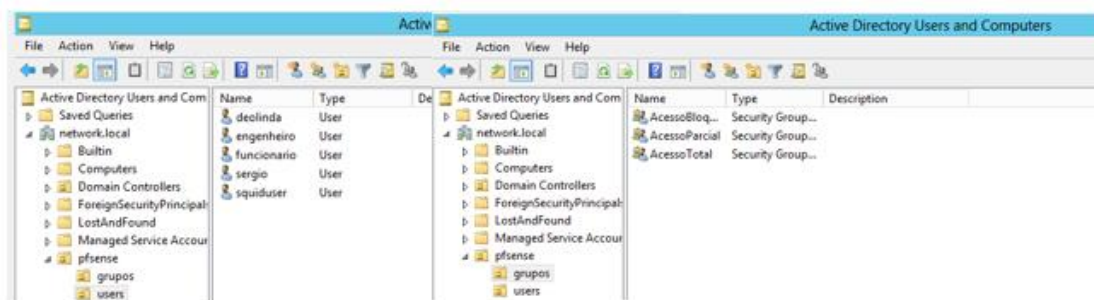 Activ
File Action View Help
Active Directory Users and Com
Saved Queries
network.local
Builtin
Computers
Domain Controllers
ForeignSecurityPrincipal:
LostAndFound
Managed Service Accour
pfsense
grupos
users
Name Type De
deolinda User
engenheiro User
funcionario User
sergio User
squiduser User
Active Directory Users and Computers
File Action View Help
Active Directory Users and Com
Saved Queries
network.local
Builtin
Computers
Domain Controllers
ForeignSecurityPrincipal:
LostAndFound
Managed Service Accour
pfsense
grupos
users
Name Type Description
AcessoBloq... Security Group...
AcessoParcial Security Group...
AcessoTotal Security Group...